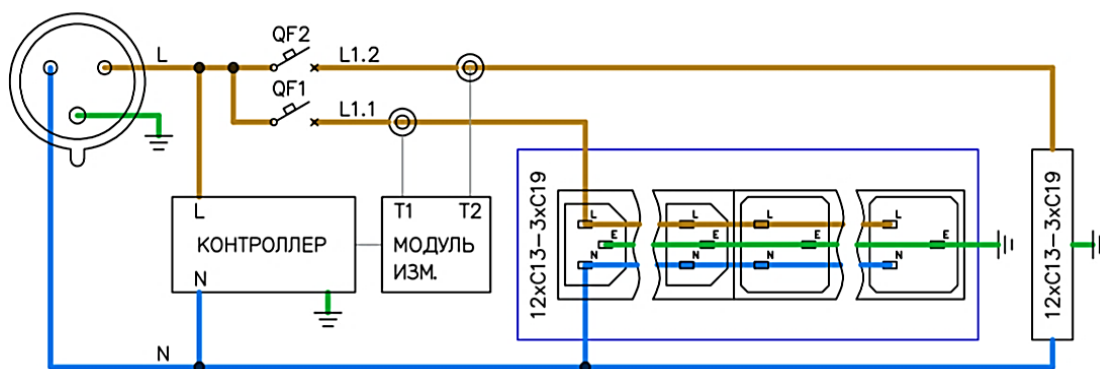 L
QF2
L1.2
QF1
L1.1
L
КОНТРОЛЛЕР
N
T1 T2
МОДУЛЬ
ИЗМ.
12xC13-3xC19
L
L
L
L
E
E
E
E
N
N
N
N
12xC13-3xC19
N